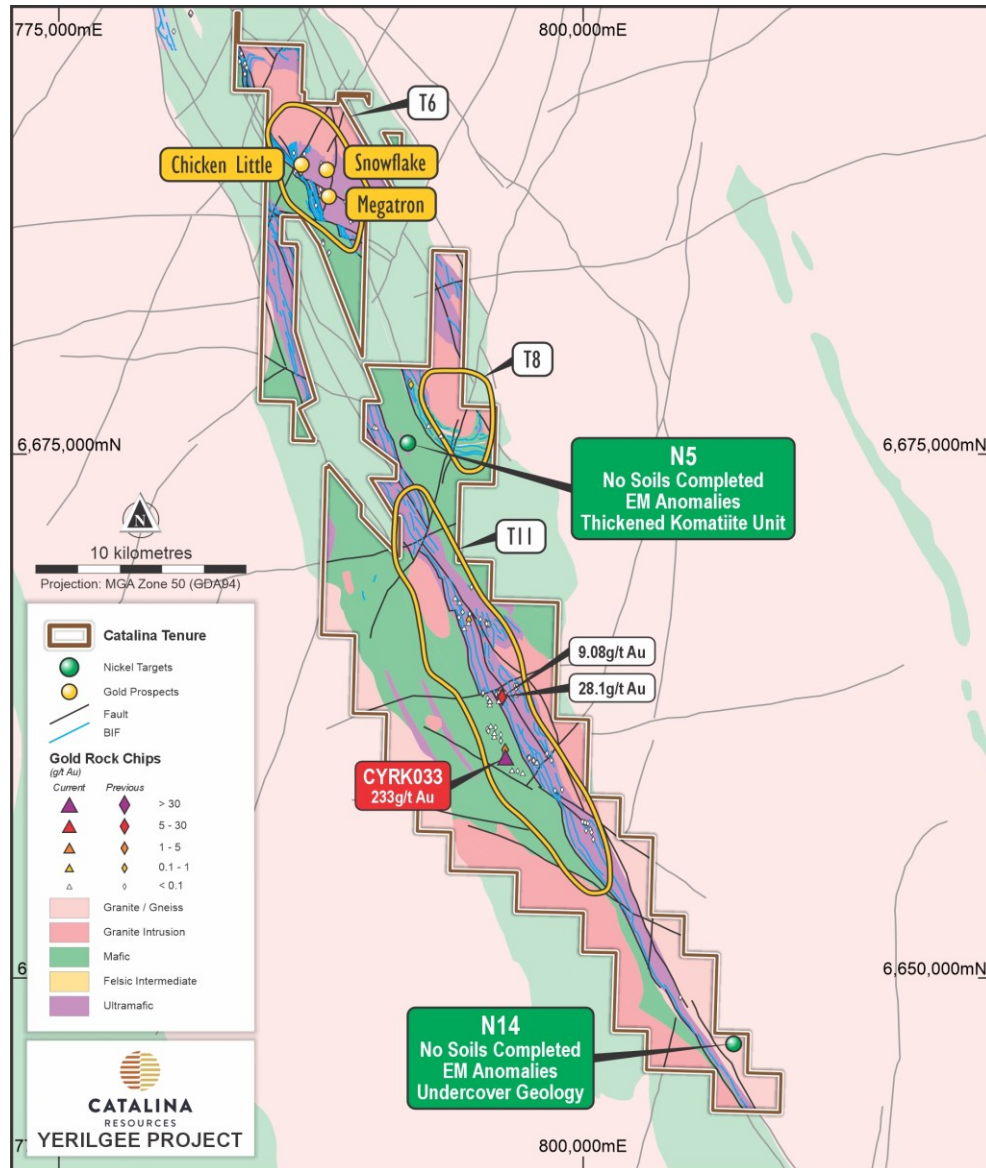 775,000mE
800,000mE
T6
Chicken Little
Snowflake
Megatron
T8
6,675,000mN
6,675,000mN
N5
No Soils Completed
EM Anomalies
Thickened Komatiite Unit
N
10 kilometres
Projection: MGA Zone 50 (GDA94)
T11
Catalina Tenure
Nickel Targets
Gold Prospects
Fault
BIF
Gold Rock Chips
(g/t Au)
Current Previous
> 30
5 - 30
1 - 5
0.1 - 1
< 0.1
Granite / Gneiss
Granite Intrusion
Mafic
Felsic Intermediate
Ultramafic
9.08g/t Au
28.1g/t Au
CYRK033
233g/t Au
6,650,000mN
N14
No Soils Completed
EM Anomalies
Undercover Geology
CATALINA
RESOURCES
YERILGEE PROJECT
800,000mE